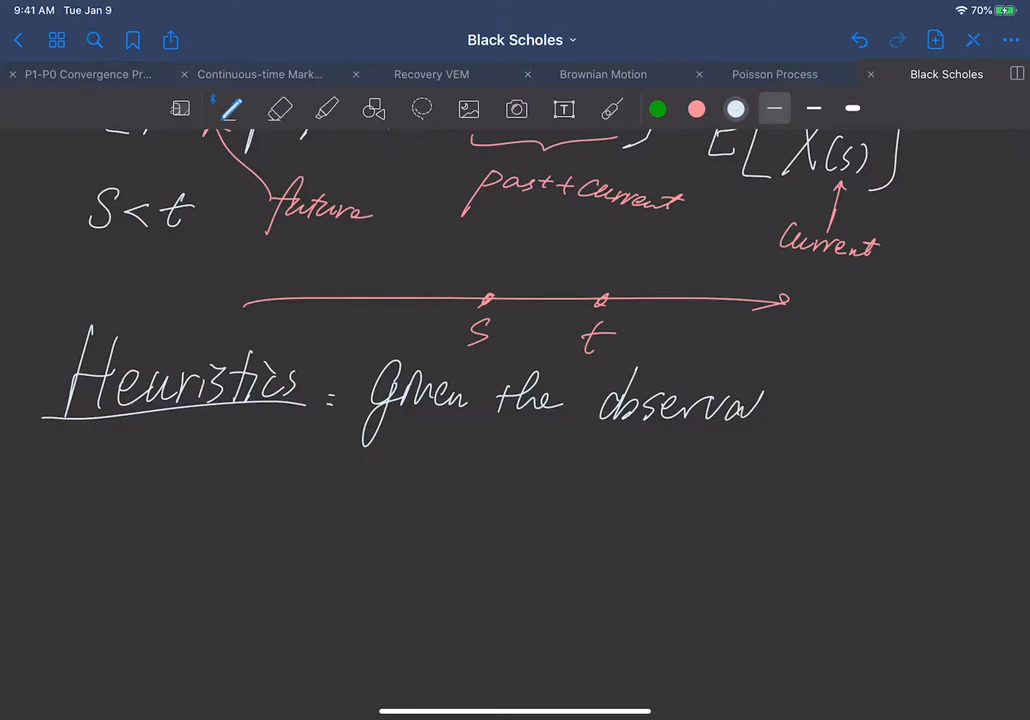 9:41 AM Tue Jan 9
70%
Black Scholes
P1-P0 Convergence Pr...
Continuous-time Mark...
Recovery VEM
Brownian Motion
Poisson Process
Black Scholes
E[X(s)]
S < t
future
past + current
current
s
t
Heuristics : given the observa